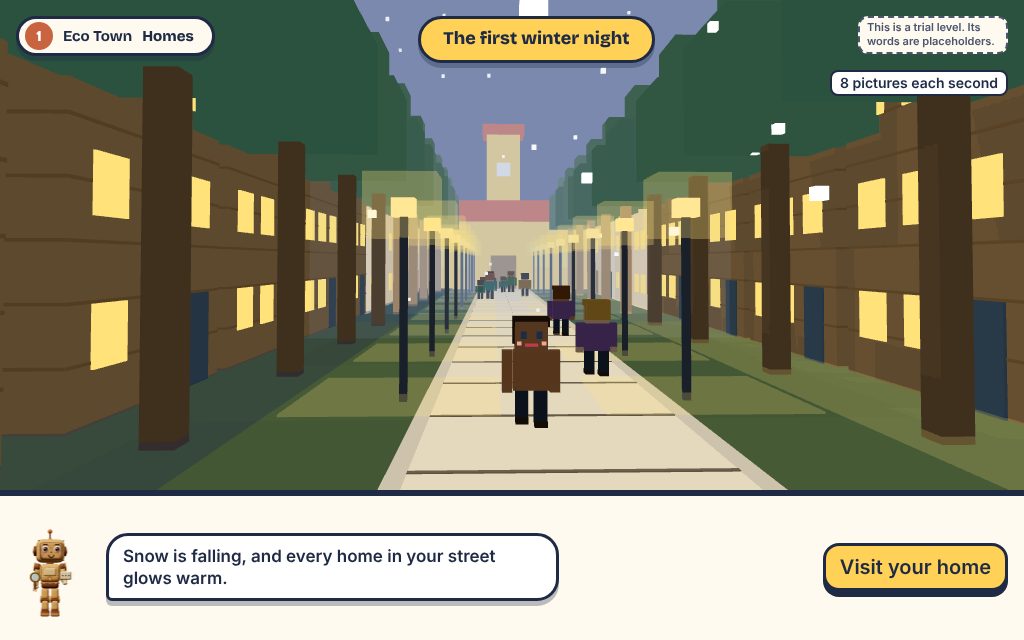 1 Eco Town Homes
The first winter night
This is a trial level. Its
words are placeholders.
8 pictures each second
Snow is falling, and every home in your street
glows warm.
Visit your home